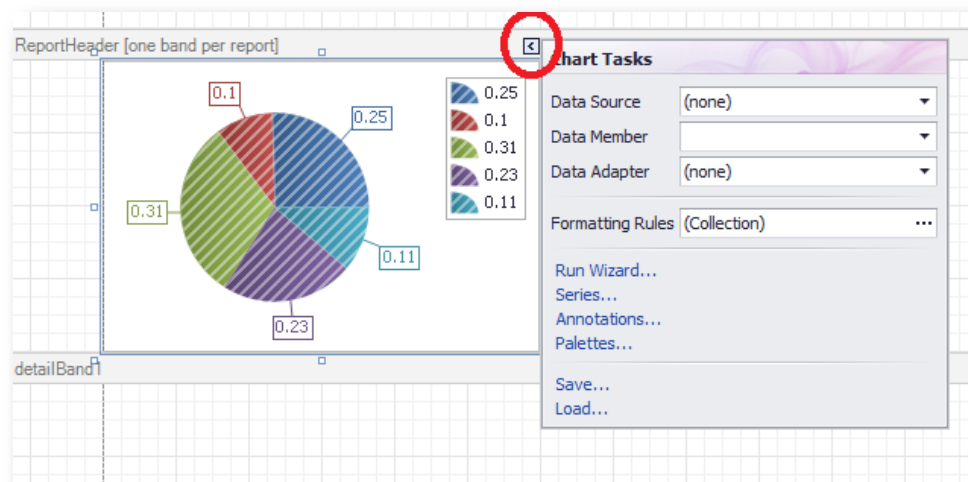 ReportHeader [one band per report]
0.1
0.25
0.31
0.11
0.23
0.25
0.1
0.31
0.23
0.11
Chart Tasks
Data Source (none)
Data Member
Data Adapter (none)
Formatting Rules (Collection) ...
Run Wizard...
Series...
Annotations...
Palettes...
Save...
Load...
detailBand1